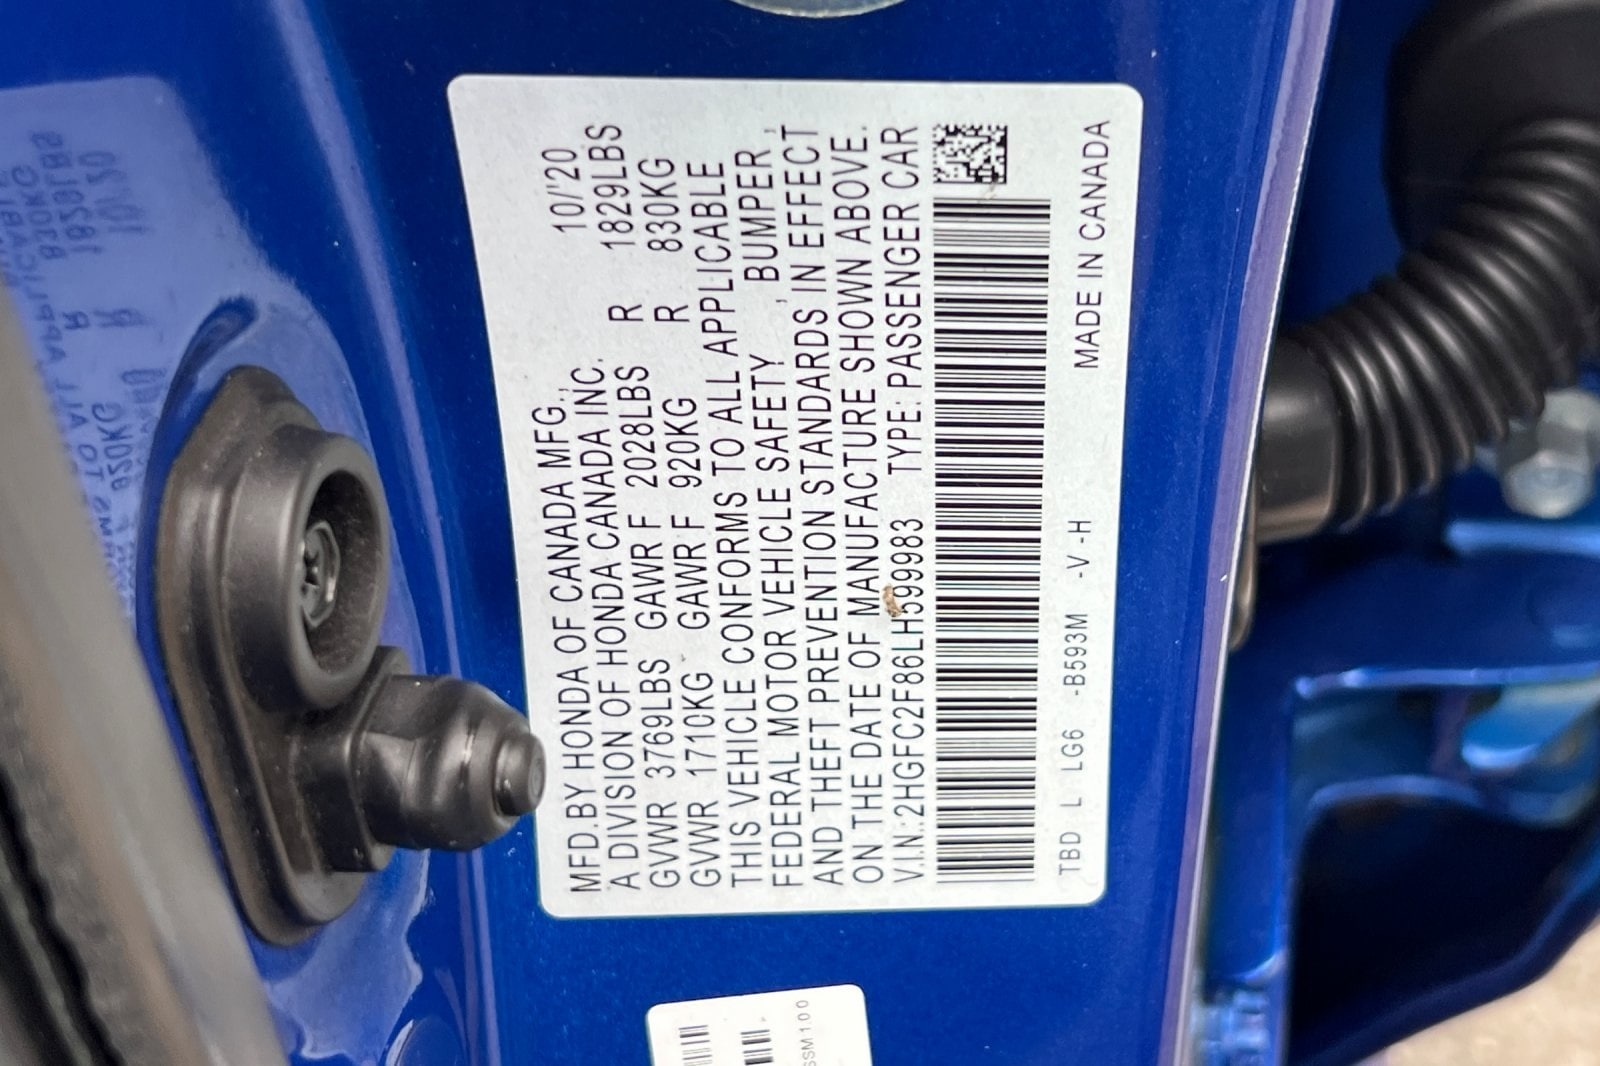 MFD.BY HONDA OF CANADA MFG., 10/'20
A DIVISION OF HONDA CANADA INC.
GVWR 3769LBS GAWR F 2028LBS R 1829LBS
GVWR 1710KG GAWR F 920KG R 830KG
THIS VEHICLE CONFORMS TO ALL APPLICABLE
FEDERAL MOTOR VEHICLE SAFETY , BUMPER ,
AND THEFT PREVENTION STANDARDS IN EFFECT
ON THE DATE OF MANUFACTURE SHOWN ABOVE.
V.I.N.:2HGFC2F86LH599983 TYPE:PASSENGER CAR
MADE IN CANADA
TBD L LG6 -B593M -V -H
SSM100